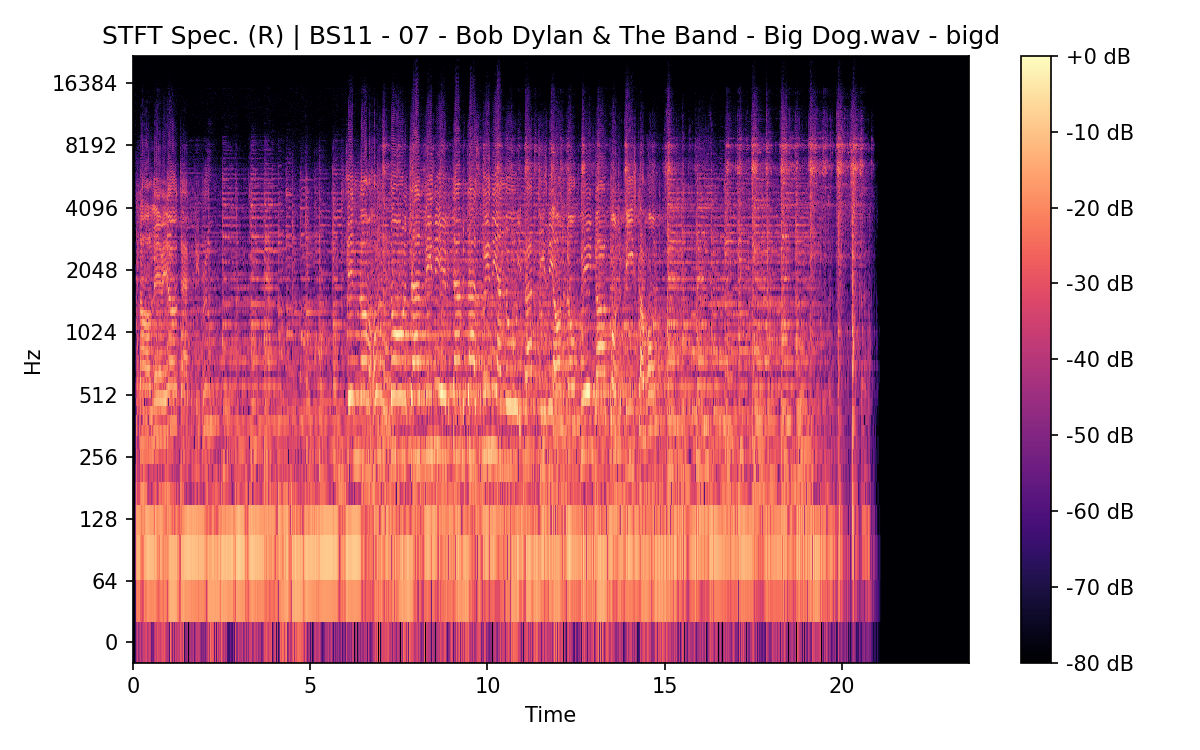 STFT Spec. (R) | BS11 - 07 - Bob Dylan & The Band - Big Dog.wav - bigd
16384
8192
4096
2048
1024
512
256
128
64
0
Hz
0
5
10
15
20
Time
+0 dB
-10 dB
-20 dB
-30 dB
-40 dB
-50 dB
-60 dB
-70 dB
-80 dB